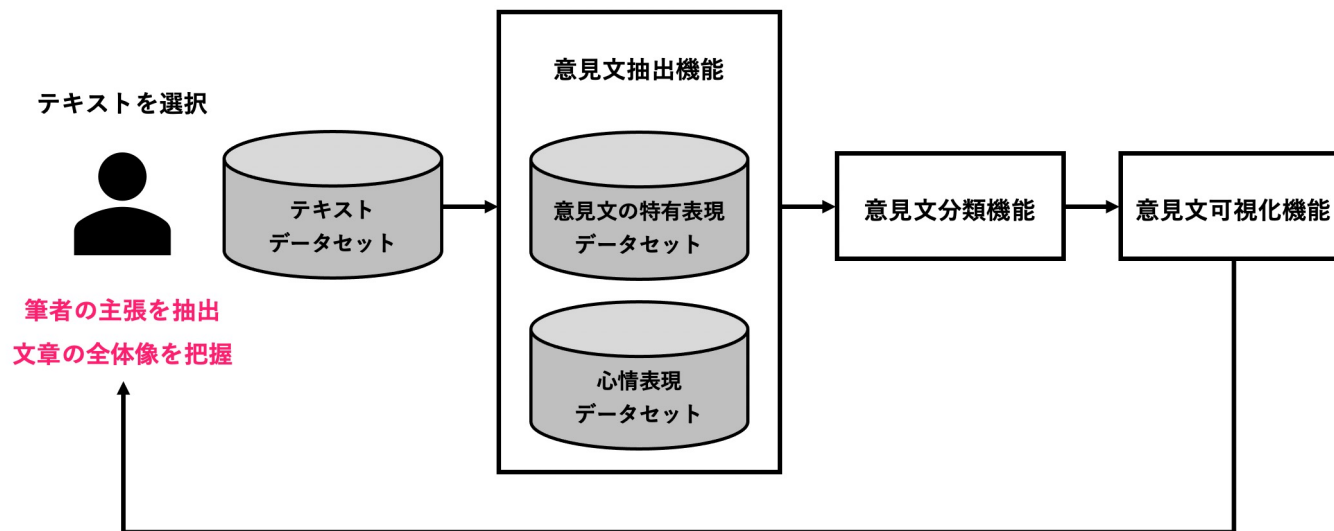 テキストを選択
筆者の主張を抽出
文章の全体像を把握
テキスト
データセット
意見文抽出機能
意見文の特有表現
データセット
心情表現
データセット
意見文分類機能
意見文可視化機能